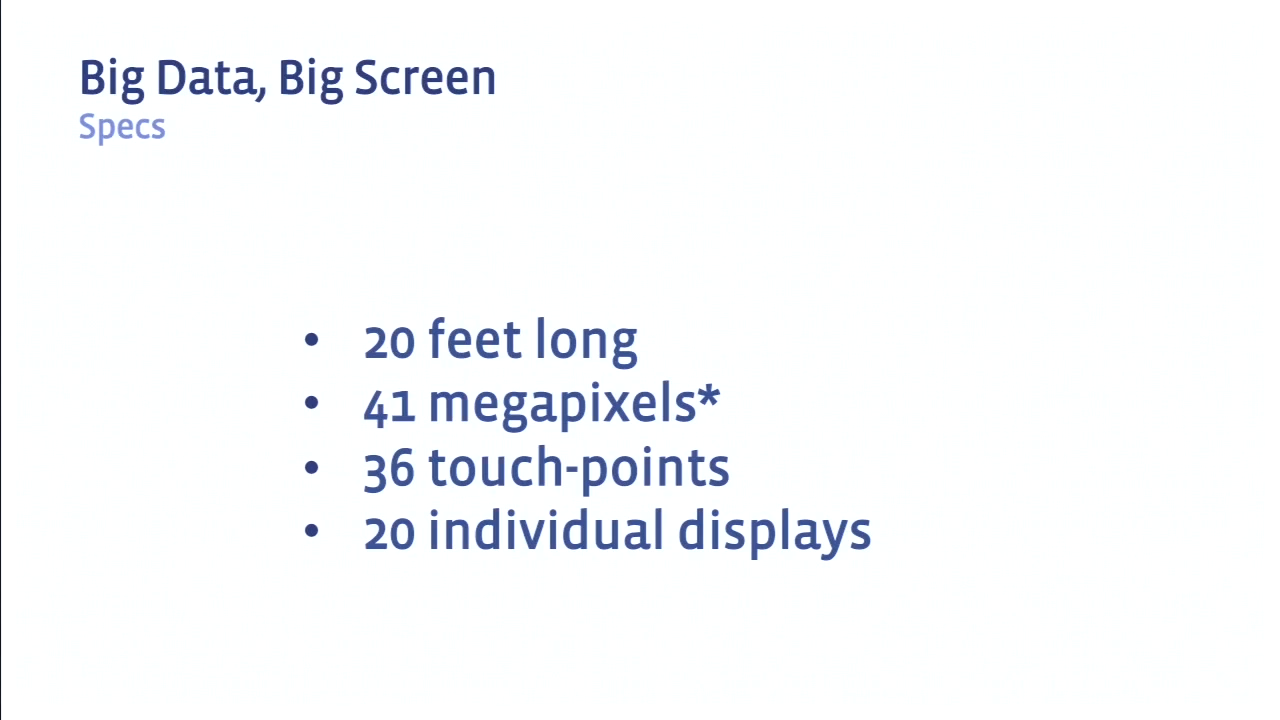 Big Data, Big Screen
Specs
• 20 feet long
• 41 megapixels*
• 36 touch-points
• 20 individual displays